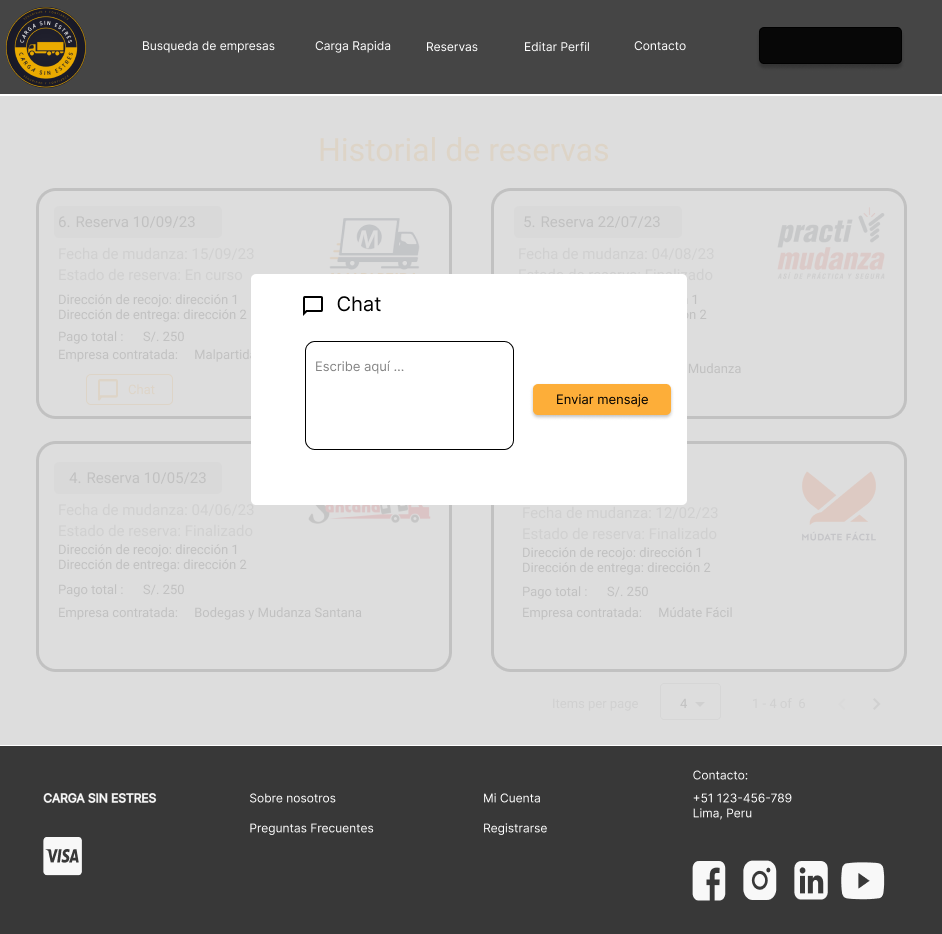 CARGA SIN ESTRES
CARGA SIN ESTRES
Busqueda de empresas
Carga Rapida
Reservas
Editar Perfil
Contacto
Historial de reservas
6. Reserva 10/09/23
Fecha de mudanza: 15/09/23
Estado de reserva: En curso
Dirección de recojo: dirección 1
Dirección de entrega: dirección 2
Pago total : S/. 250
Empresa contratada: Malpartid
Chat
M
5. Reserva 22/07/23
Fecha de mudanza: 04/08/23
Finalizado
1
n 2
Mudanza
practi
mudanza
ASÍ DE PRÁCTICA Y SEGURA
Chat
Escribe aquí ...
Enviar mensaje
4. Reserva 10/05/23
Fecha de mudanza: 04/06/23
Estado de reserva: Finalizado
Dirección de recojo: dirección 1
Dirección de entrega: dirección 2
Pago total : S/. 250
Empresa contratada: Bodegas y Mudanza Santana
Fecha de mudanza: 12/02/23
Estado de reserva: Finalizado
Dirección de recojo: dirección 1
Dirección de entrega: dirección 2
Pago total : S/. 250
Empresa contratada: Múdate Fácil
MÚDATE FÁCIL
Items per page
4
1 - 4 of 6
CARGA SIN ESTRES
VISA
Sobre nosotros
Preguntas Frecuentes
Mi Cuenta
Registrarse
Contacto:
+51 123-456-789
Lima, Peru
in